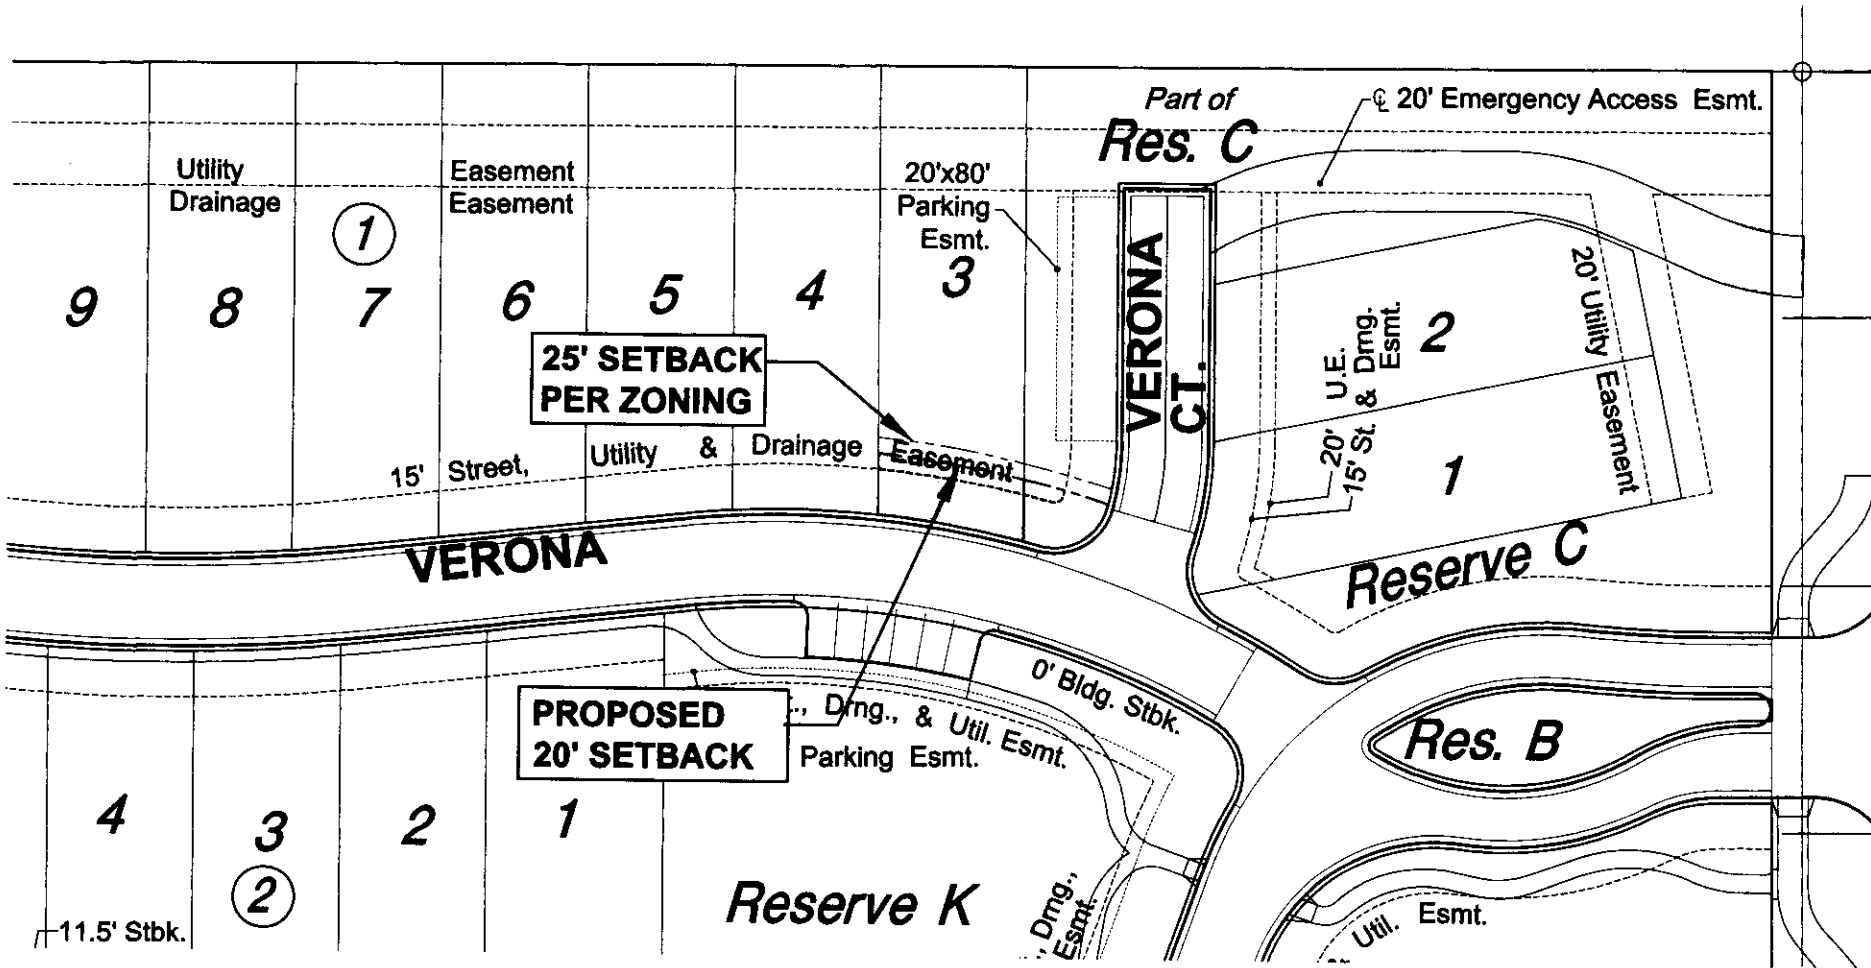 Part of
Res. C
℄ 20' Emergency Access Esmt.
Utility
Drainage
Easement
Easement
20'x80'
Parking
Esmt.
1
9
8
7
6
5
4
3
VERONA
CT.
2
1
20' U.E.
15' St. & Drng.
Esmt.
20' Utility Easement
25' SETBACK
PER ZONING
15' Street, Utility & Drainage Easement
VERONA
Reserve C
0' Bldg. Stbk.
PROPOSED
20' SETBACK
., Drng., & Util. Esmt.
Parking Esmt.
Res. B
4
3
2
1
2
11.5' Stbk.
Reserve K
, Drng.,
Esmt.
Util. Esmt.